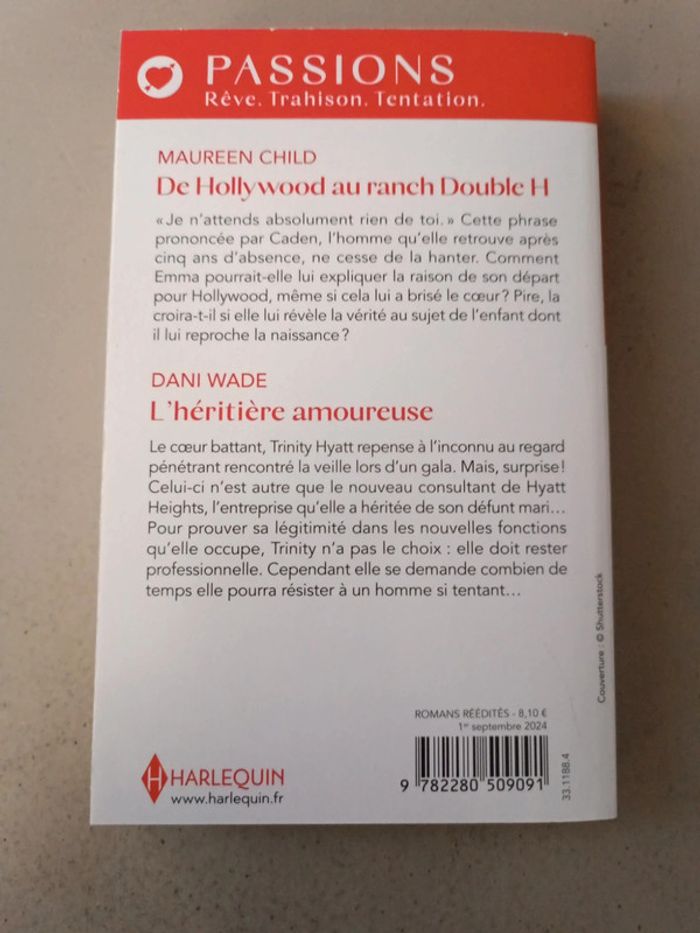 PASSIONS
Rêve. Trahison. Tentation.
MAUREEN CHILD
De Hollywood au ranch Double H
« Je n'attends absolument rien de toi. » Cette phrase
prononcée par Caden, l'homme qu'elle retrouve après
cinq ans d'absence, ne cesse de la hanter. Comment
Emma pourrait-elle lui expliquer la raison de son départ
pour Hollywood, même si cela lui a brisé le cœur ? Pire, la
croira-t-il si elle lui révèle la vérité au sujet de l'enfant dont
il lui reproche la naissance ?
DANI WADE
L'héritière amoureuse
Le cœur battant, Trinity Hyatt repense à l'inconnu au regard
pénétrant rencontré la veille lors d'un gala. Mais, surprise !
Celui-ci n'est autre que le nouveau consultant de Hyatt
Heights, l'entreprise qu'elle a héritée de son défunt mari…
Pour prouver sa légitimité dans les nouvelles fonctions
qu'elle occupe, Trinity n'a pas le choix : elle doit rester
professionnelle. Cependant elle se demande combien de
temps elle pourra résister à un homme si tentant…
Couverture : © Shutterstock
ROMANS RÉÉDITÉS - 8,10 €
1er septembre 2024
9 782280 509091
33.1188.4
H HARLEQUIN
www.harlequin.fr